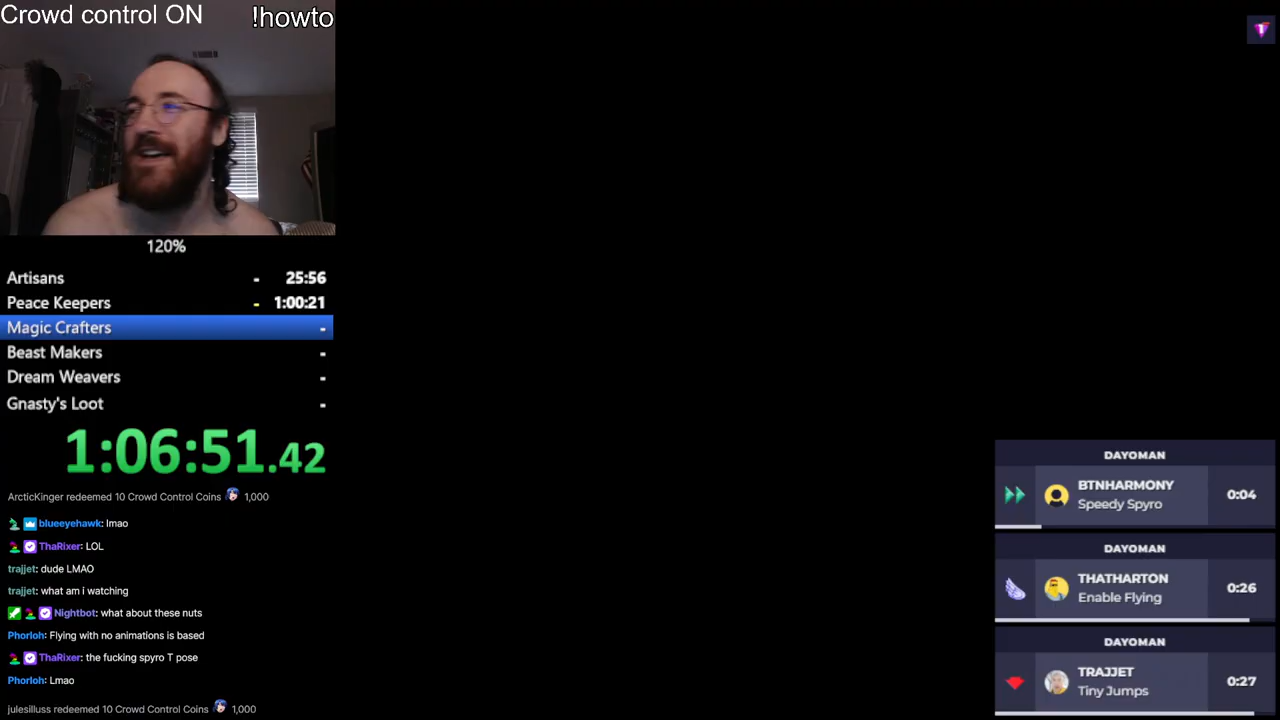 Crowd control ON
!howto
120%
Artisans - 25:56
Peace Keepers - 1:00:21
Magic Crafters -
Beast Makers -
Dream Weavers -
Gnasty's Loot -
1:06:51.42
ArcticKinger redeemed 10 Crowd Control Coins 1,000
blueeyehawk: lmao
ThaRixer: LOL
trajjet: dude LMAO
trajjet: what am i watching
Nightbot: what about these nuts
Phorloh: Flying with no animations is based
ThaRixer: the fucking spyro T pose
Phorloh: Lmao
julesilluss redeemed 10 Crowd Control Coins 1,000
DAYOMAN
BTNHARMONY
Speedy Spyro
0:04
DAYOMAN
THATHARTON
Enable Flying
0:26
DAYOMAN
TRAJJET
Tiny Jumps
0:27